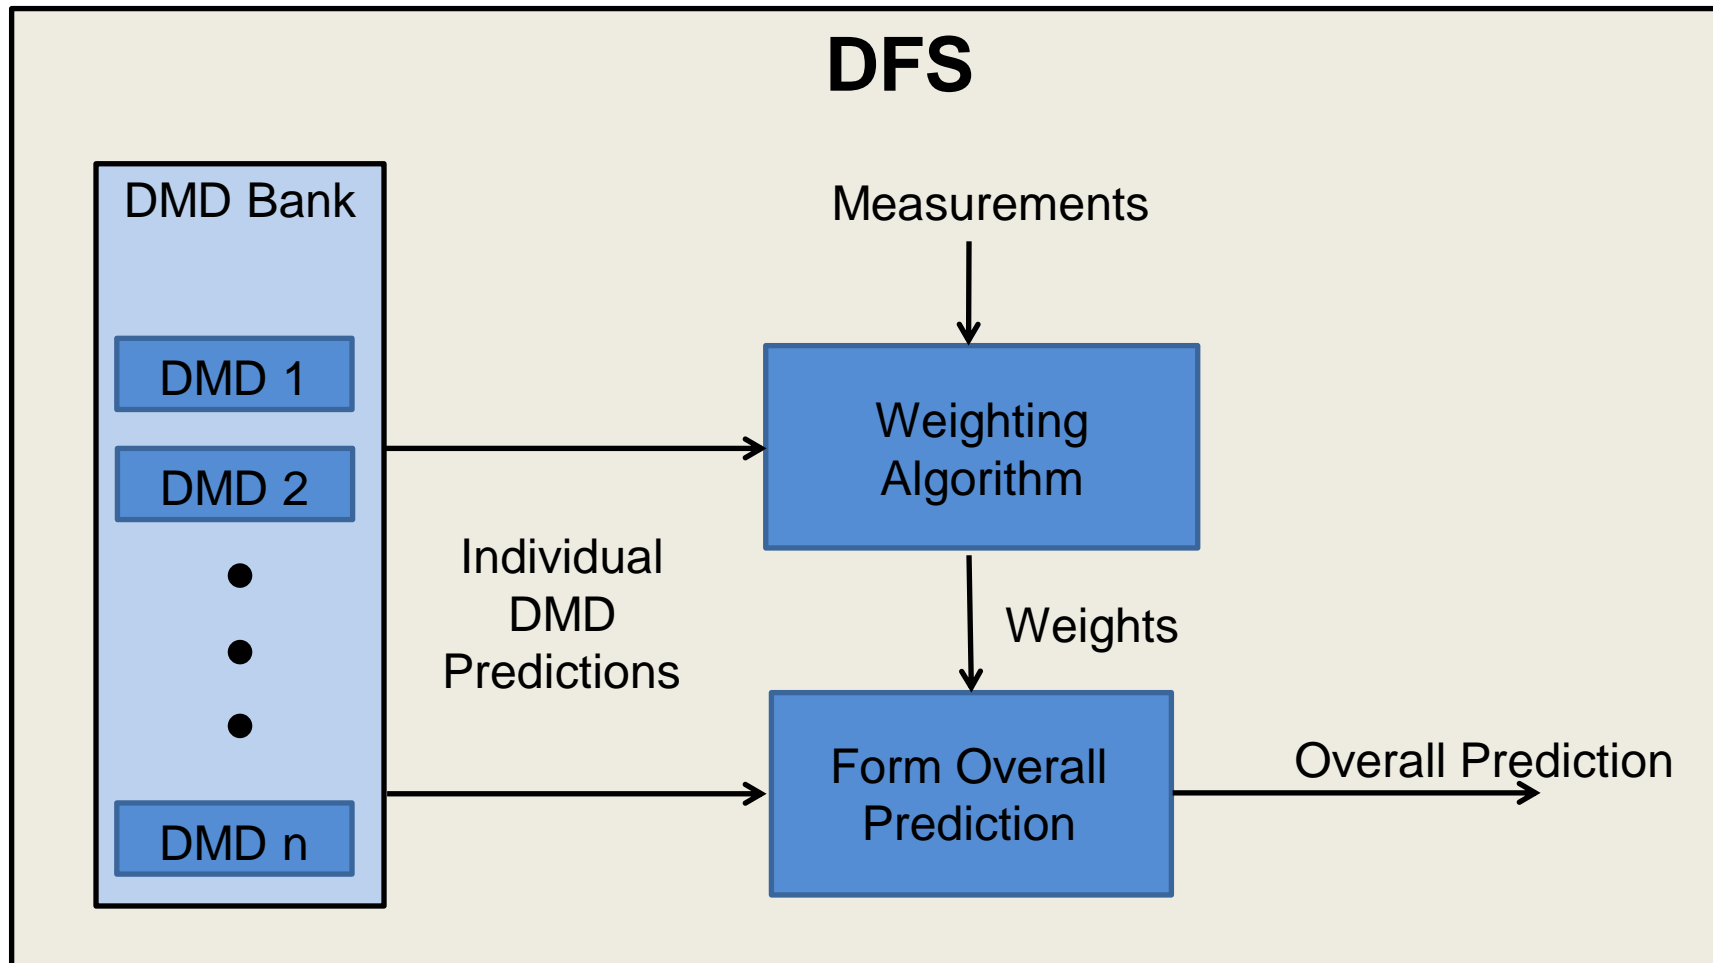 DFS
DMD Bank
DMD 1
DMD 2
DMD n
Individual
DMD
Predictions
Measurements
Weighting
Algorithm
Weights
Form Overall
Prediction
Overall Prediction